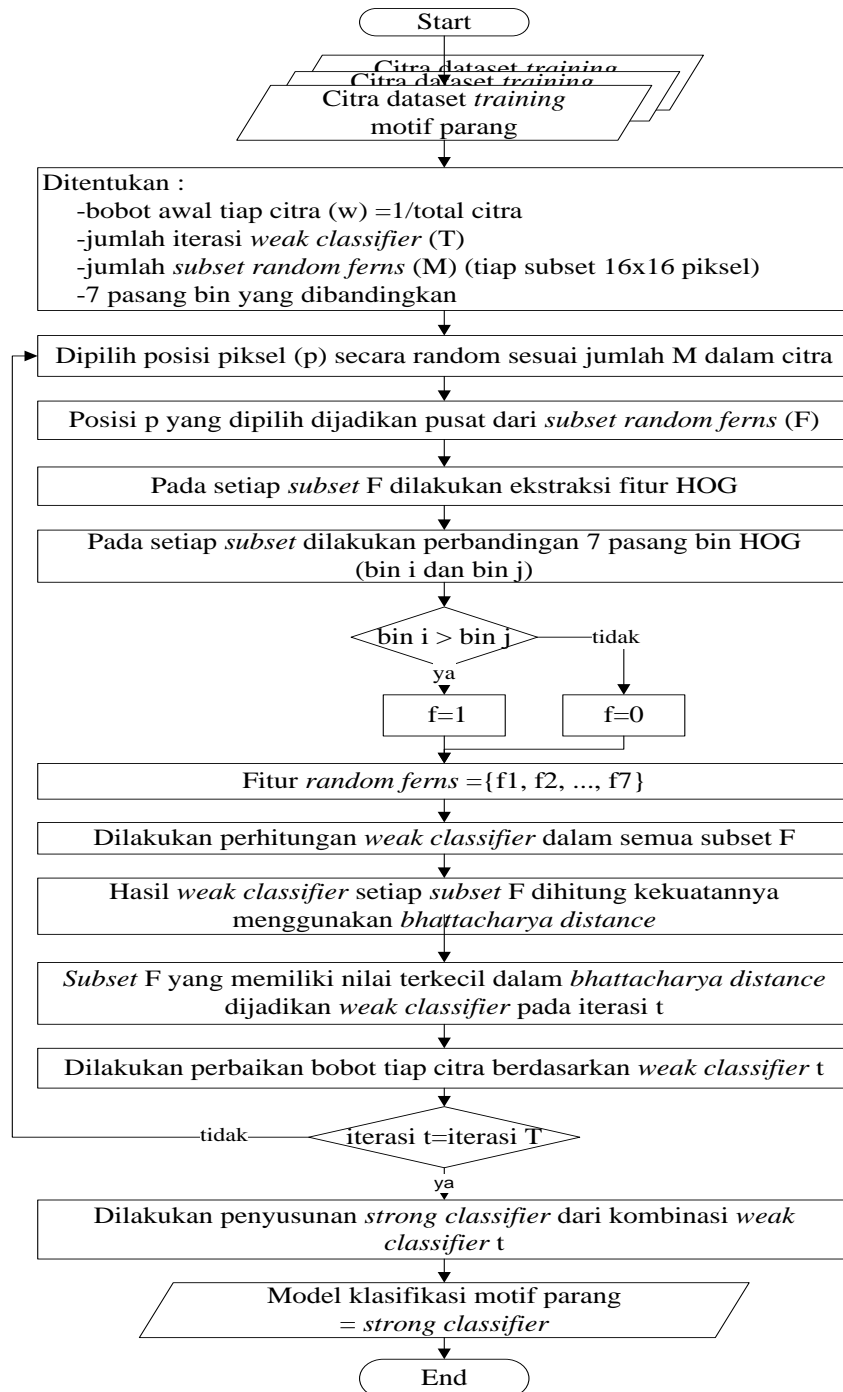 Start
Citra dataset training
Citra dataset training
Citra dataset training
motif parang
Ditentukan :
-bobot awal tiap citra (w) =1/total citra
-jumlah iterasi weak classifier (T)
-jumlah subset random ferns (M) (tiap subset 16x16 piksel)
-7 pasang bin yang dibandingkan
Dipilih posisi piksel (p) secara random sesuai jumlah M dalam citra
Posisi p yang dipilih dijadikan pusat dari subset random ferns (F)
Pada setiap subset F dilakukan ekstraksi fitur HOG
Pada setiap subset dilakukan perbandingan 7 pasang bin HOG
(bin i dan bin j)
bin i > bin j
tidak
ya
f=1
f=0
Fitur random ferns ={f1, f2, ..., f7}
Dilakukan perhitungan weak classifier dalam semua subset F
Hasil weak classifier setiap subset F dihitung kekuatannya
menggunakan bhattacharya distance
Subset F yang memiliki nilai terkecil dalam bhattacharya distance
dijadikan weak classifier pada iterasi t
Dilakukan perbaikan bobot tiap citra berdasarkan weak classifier t
tidak
iterasi t=iterasi T
ya
Dilakukan penyusunan strong classifier dari kombinasi weak
classifier t
Model klasifikasi motif parang
= strong classifier
End